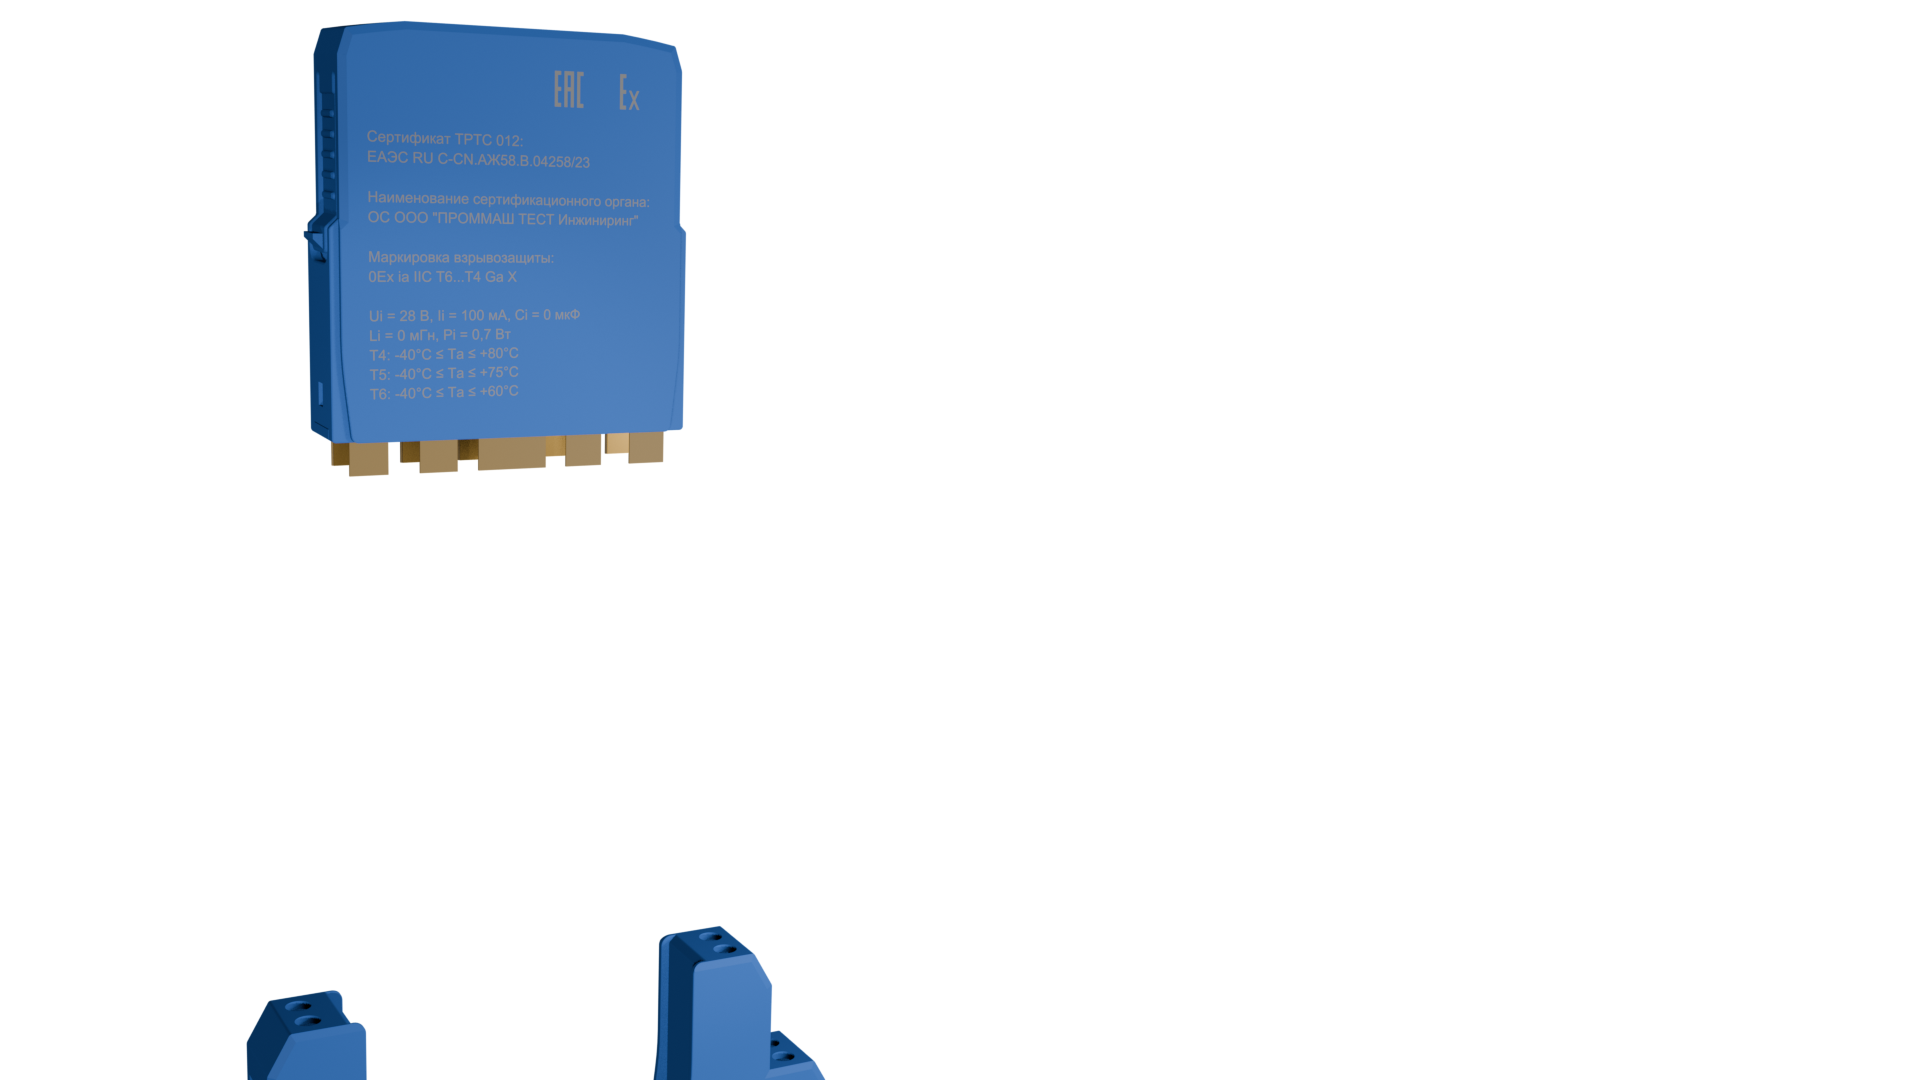 EAC Ex
Сертификат ТРТС 012:
ЕАЭС RU С-CN.АЖ58.В.04258/23
Наименование сертификационного органа:
ОС ООО "ПРОММАШ ТЕСТ Инжиниринг"
Маркировка взрывозащиты:
0Ex ia IIC T6...T4 Ga X
Ui = 28 В, Ii = 100 мА, Ci = 0 мкФ
Li = 0 мГн, Pi = 0,7 Вт
T4: -40°C ≤ Ta ≤ +80°C
T5: -40°C ≤ Ta ≤ +75°C
T6: -40°C ≤ Ta ≤ +60°C